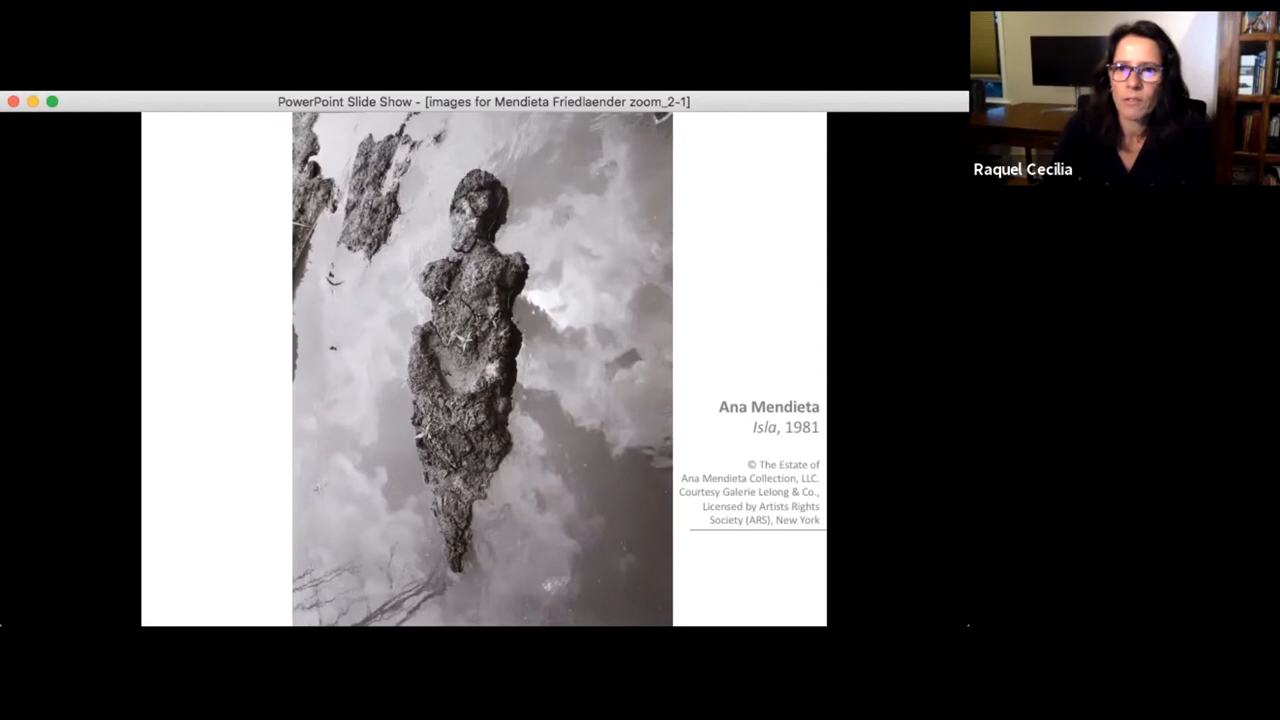 PowerPoint Slide Show - [images for Mendieta Friedlaender zoom_2-1]
Raquel Cecilia
Ana Mendieta
Isla, 1981
© The Estate of
Ana Mendieta Collection, LLC.
Courtesy Galerie Lelong & Co.,
Licensed by Artists Rights
Society (ARS), New York